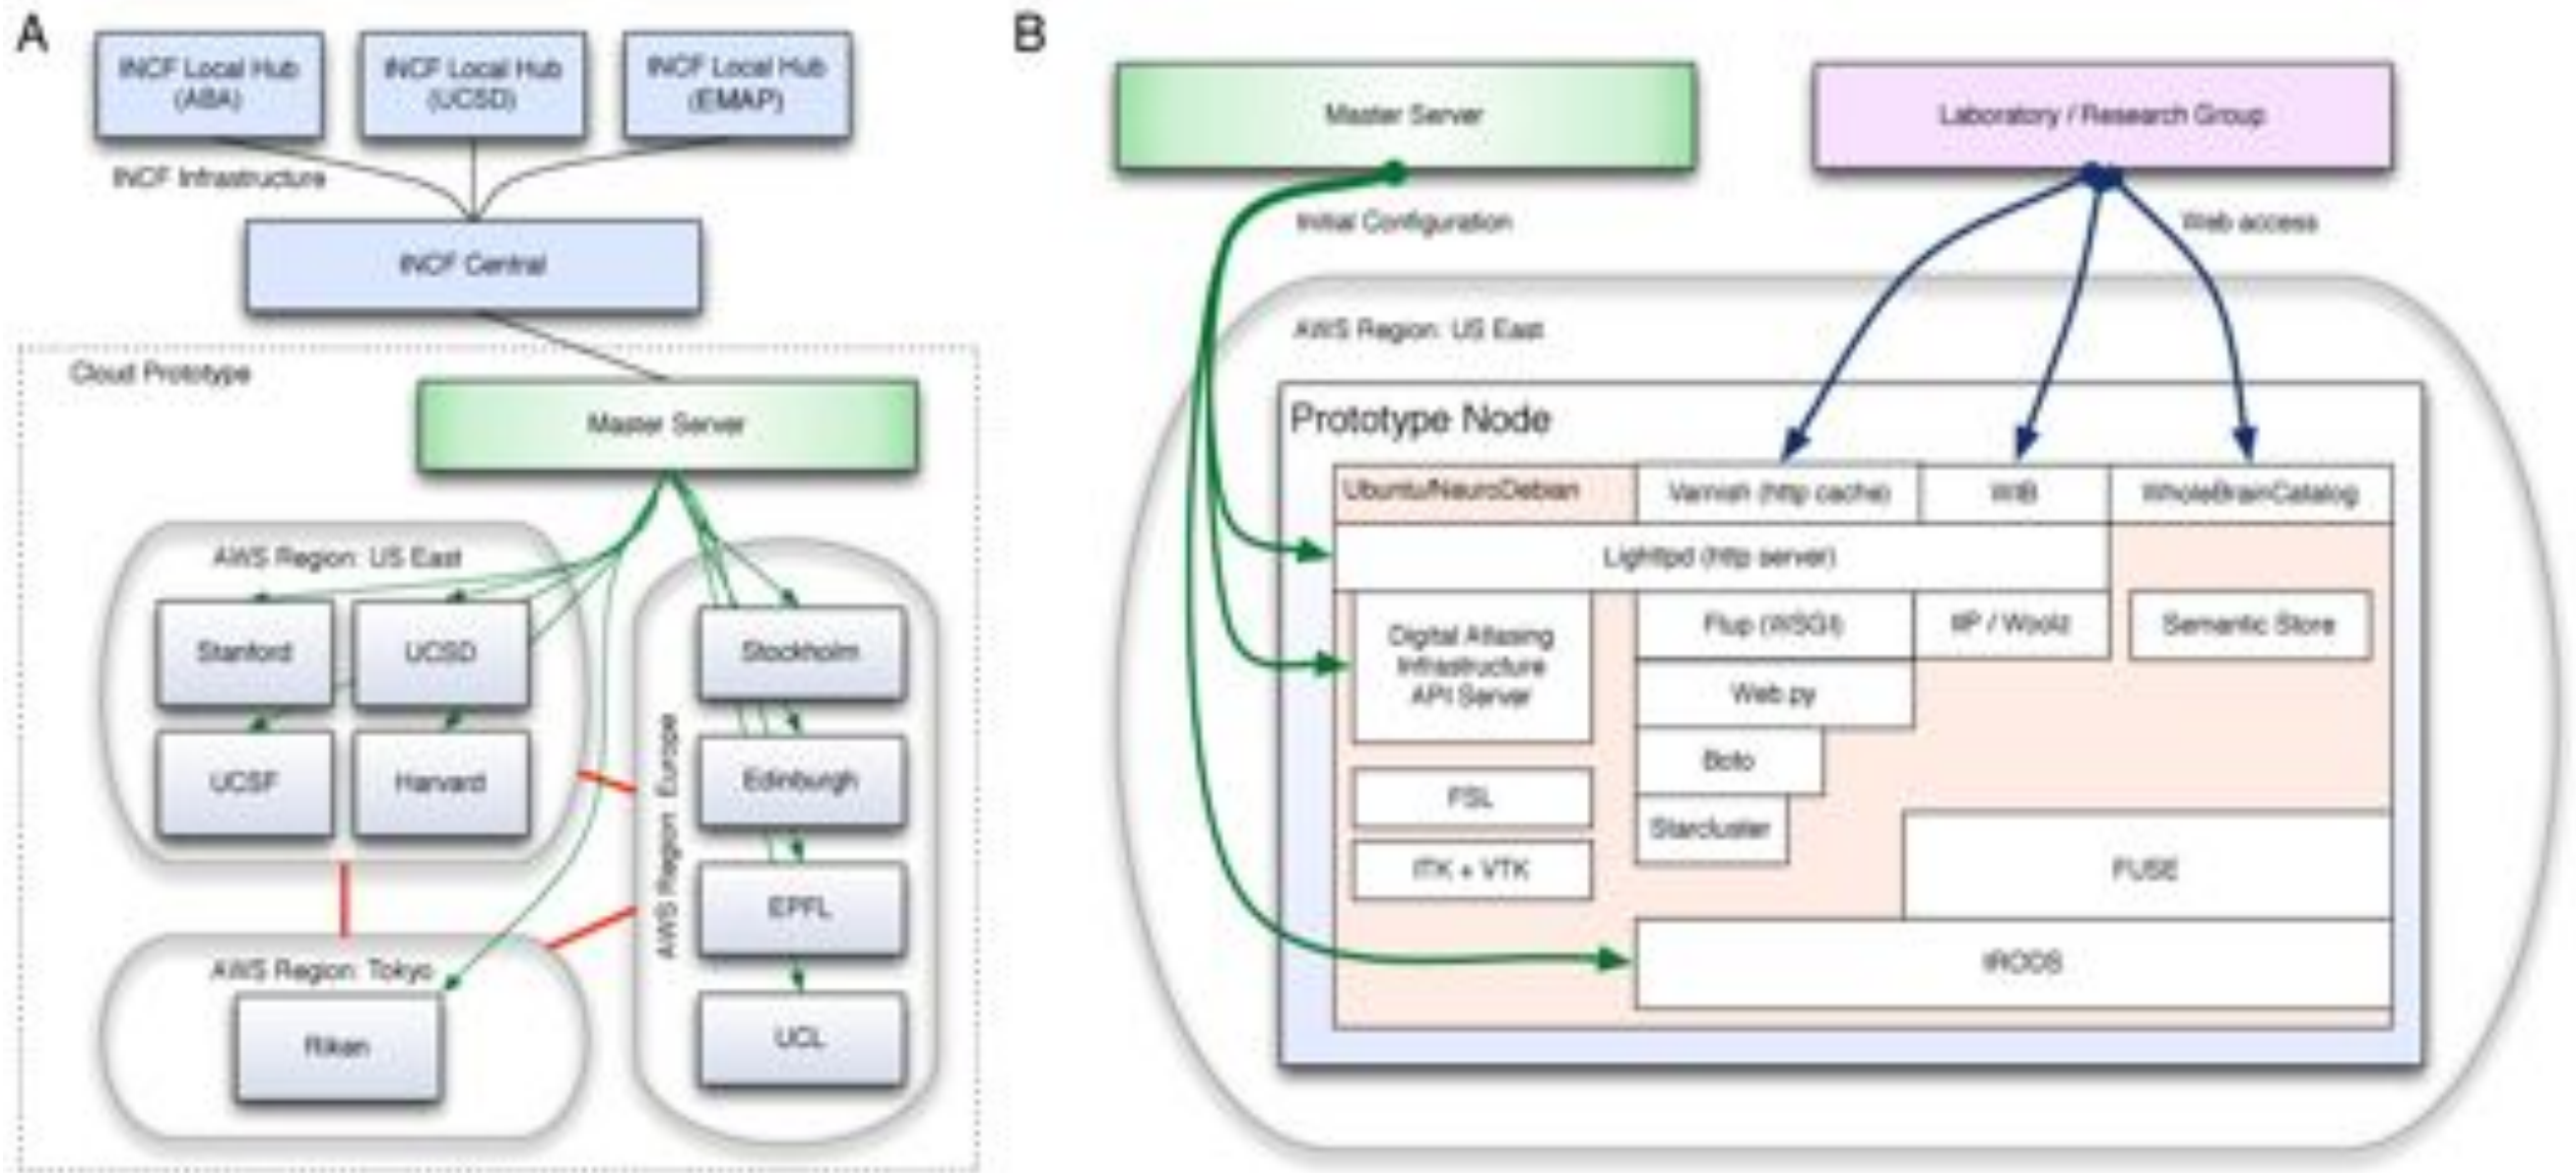 A
INCF Local Hub
(ABA)
INCF Local Hub
(UCSD)
INCF Local Hub
(EMAP)
INCF Infrastructure
INCF Central
Cloud Prototype
Master Server
AWS Region: US East
Stanford
UCSD
UCSF
Harvard
AWS Region: Europe
Stockholm
Edinburgh
EPFL
UCL
AWS Region: Tokyo
Riken
B
Master Server
Laboratory / Research Group
Initial Configuration
Web access
AWS Region: US East
Prototype Node
Ubuntu/NeuroDebian
Varnish (http cache)
WIB
WholeBrainCatalog
Lighttpd (http server)
Digital Atlasing
Infrastructure
API Server
Flup (WSGI)
IIP / Woolz
Semantic Store
Web.py
Boto
FSL
Starcluster
ITK + VTK
FUSE
IRODS